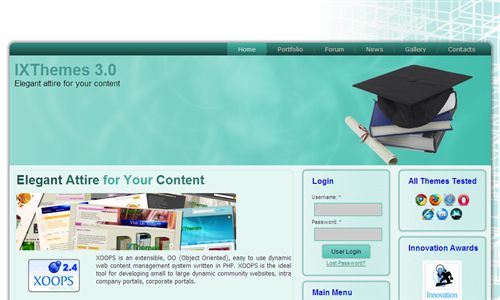 Home Portfolio Forum News Gallery Contacts
IXThemes 3.0
Elegant attire for your content
Elegant Attire for Your Content
XOOPS is an extensible, OO (Object Oriented), easy to use dynamic
web content management system written in PHP. XOOPS is the ideal
tool for developing small to large dynamic community websites, intra
company portals, corporate portals.
2.4
XOOPS
Login
Username: *
Password: *
User Login
Lost Password?
Main Menu
All Themes Tested
Innovation Awards
Innovation